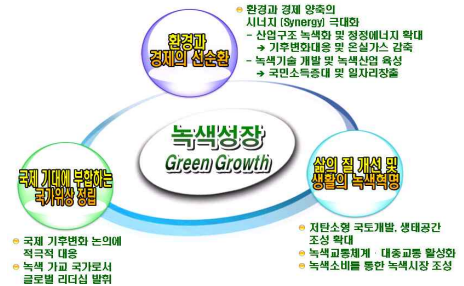 환경과
경제의 선순환
환경과 경제 양축의
시너지 (Synergy) 극대화
- 산업구조 녹색화 및 청정에너지 확대
→ 기후변화대응 및 온실가스 감축
- 녹색기술 개발 및 녹색산업 육성
→ 국민소득증대 및 일자리창출
녹색성장
Green Growth
국제 기대에 부합하는
국가위상 정립
국제 기후변화 논의에
적극적 대응
녹색 가교 국가로서
글로벌 리더십 발휘
삶의 질 개선 및
생활의 녹색혁명
저탄소형 국토개발, 생태공간
조성 확대
녹색교통체계 · 대중교통 활성화
녹색소비를 통한 녹색시장 조성